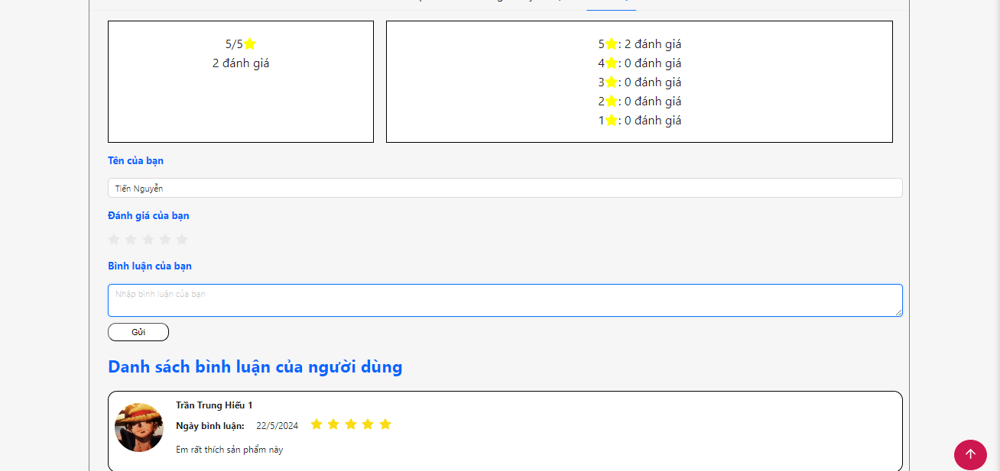 5/5
2 đánh giá
5: 2 đánh giá
4: 0 đánh giá
3: 0 đánh giá
2: 0 đánh giá
1: 0 đánh giá
Tên của bạn
Tiến Nguyễn
Đánh giá của bạn
Bình luận của bạn
Nhập bình luận của bạn
Gửi
Danh sách bình luận của người dùng
Trần Trung Hiếu 1
Ngày bình luận: 22/5/2024
Em rất thích sản phẩm này